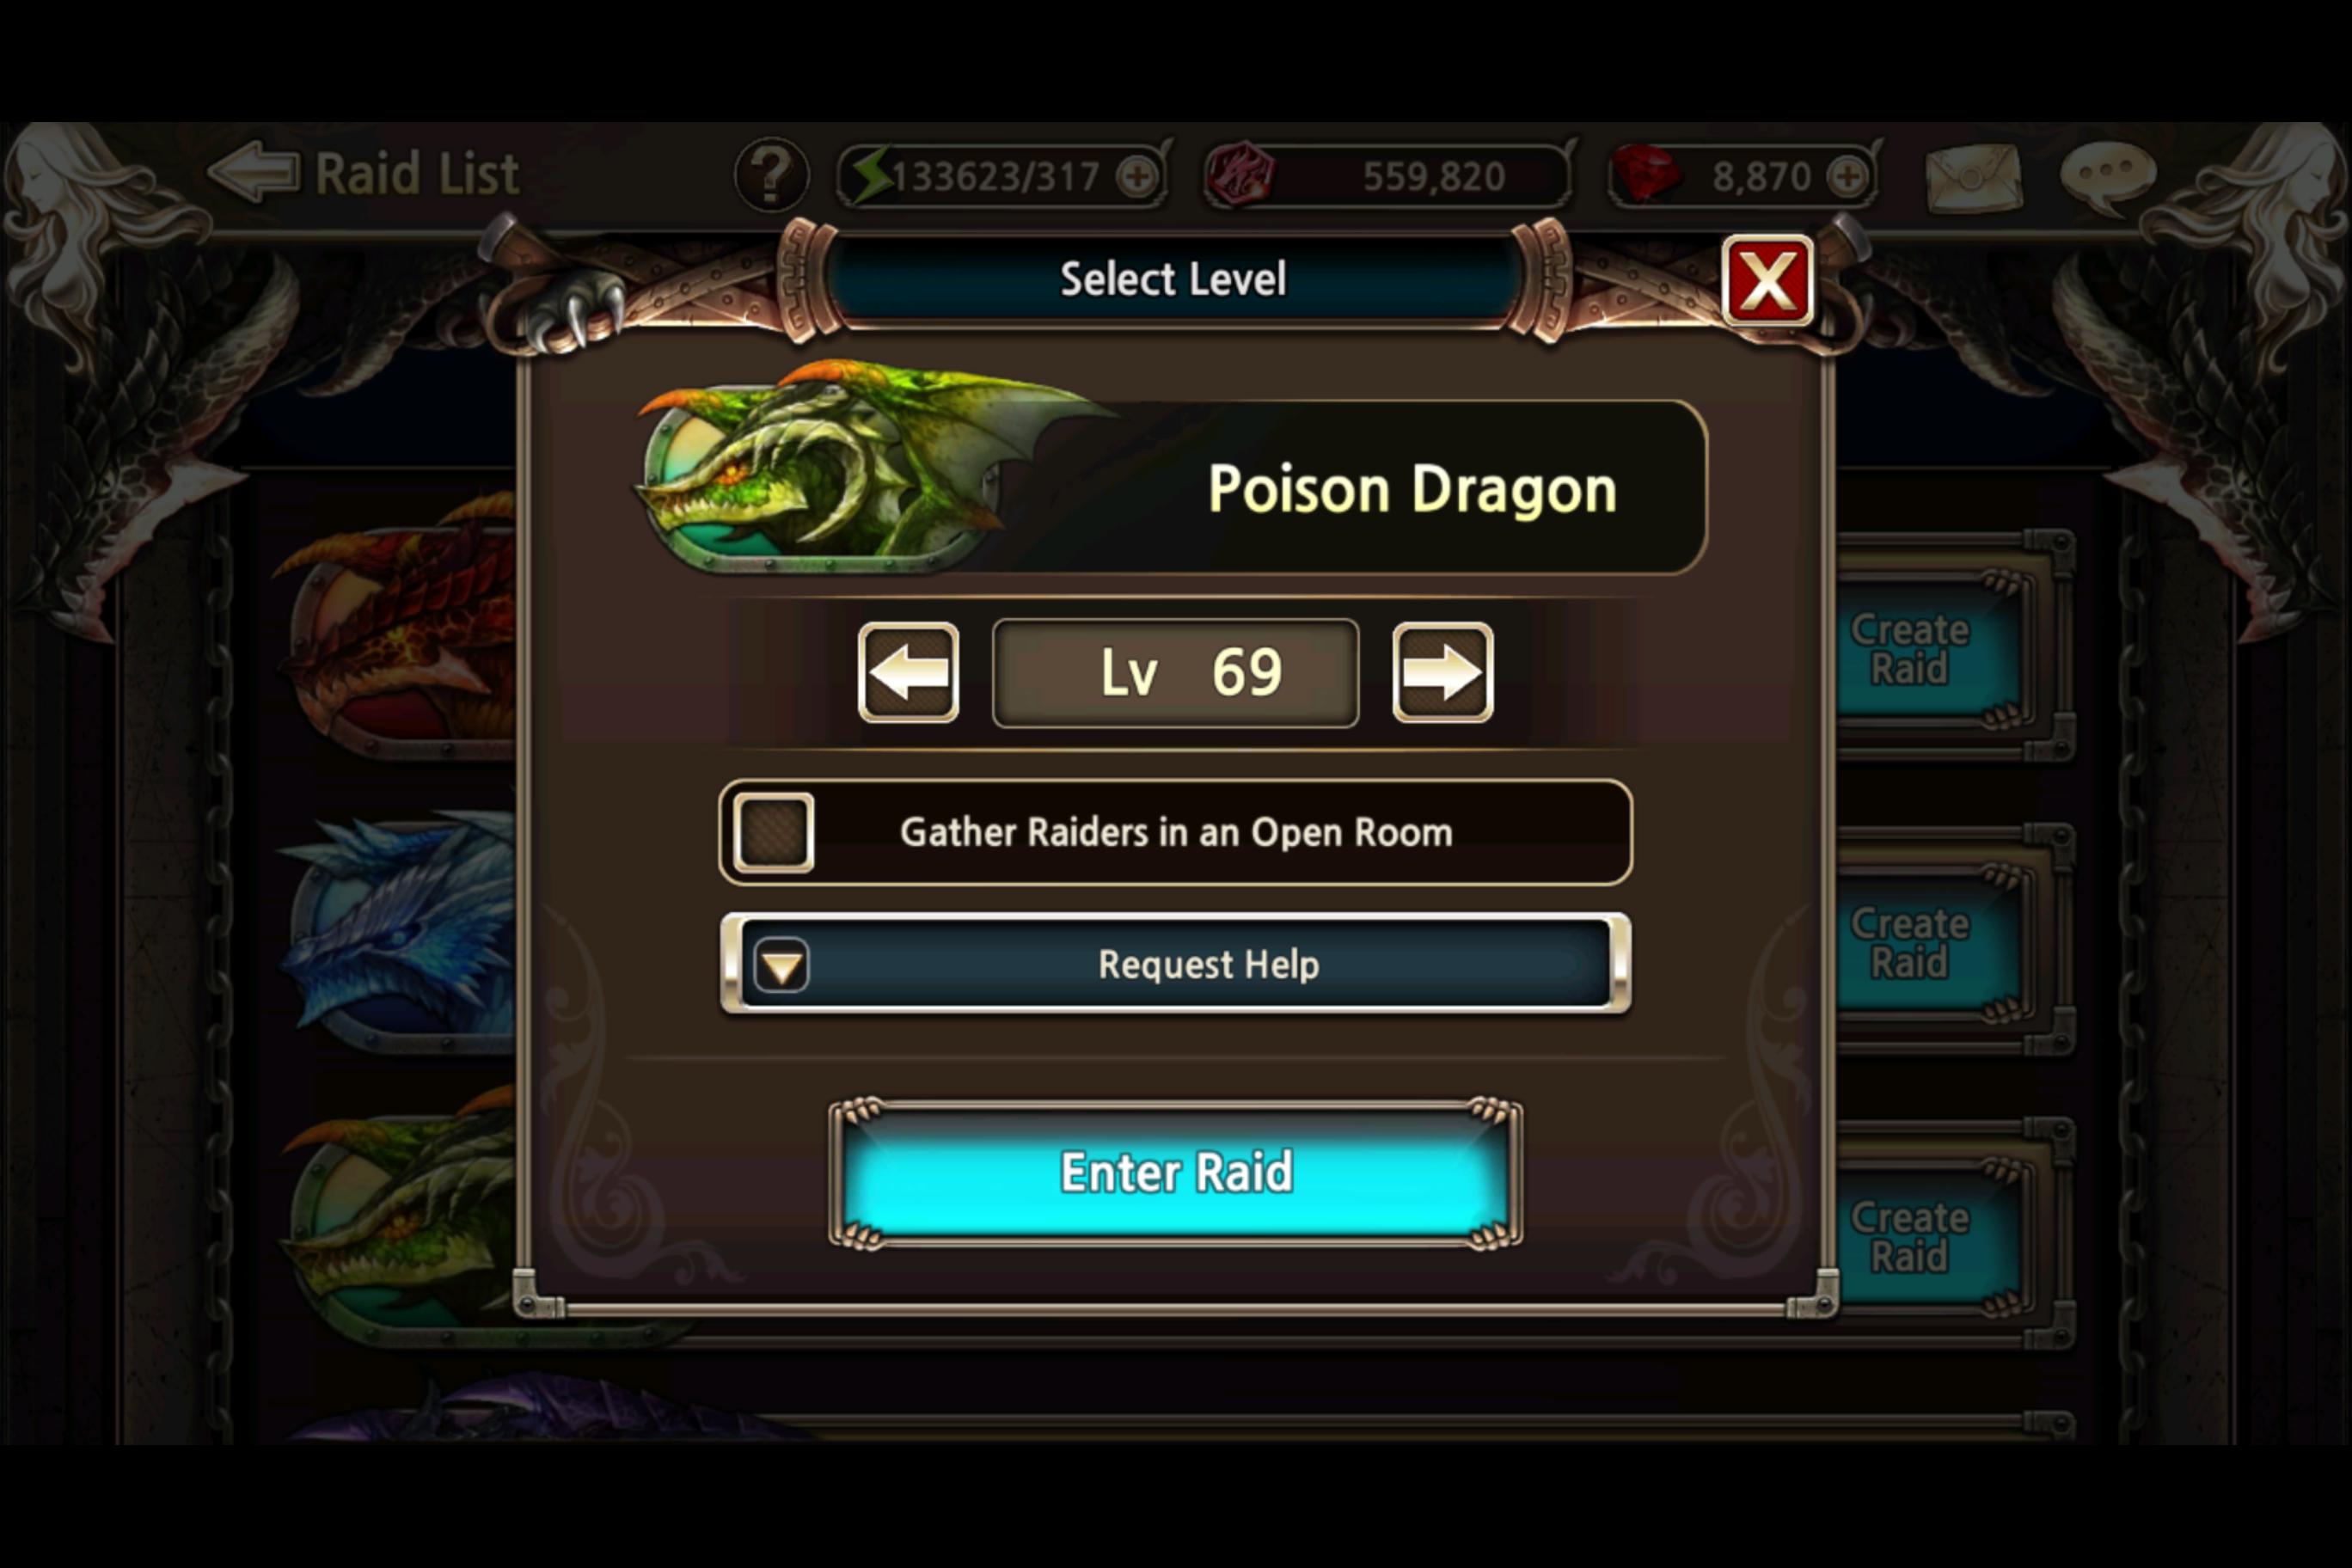 Raid List
?
133623/317
559,820
8,870
Select Level
X
Poison Dragon
Lv 69
Gather Raiders in an Open Room
Request Help
Enter Raid
Create
Raid
Create
Raid
Create
Raid